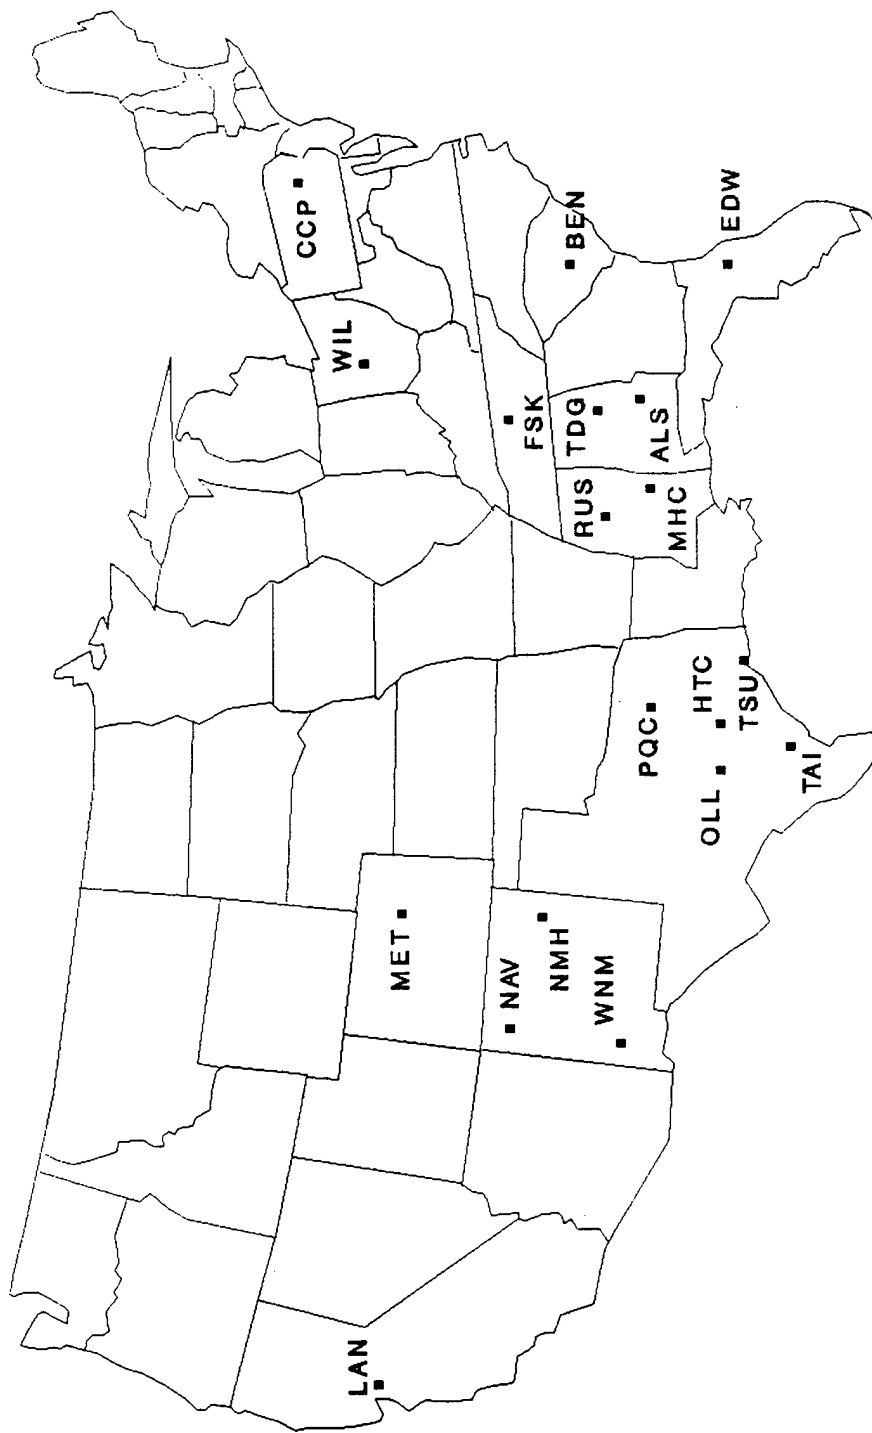 CCP
WIL
BEN
EDW
FSK
TDG
ALS
RUS
MHC
PQC
HTC
TSU
OLL
TAI
MET
NAV
NMH
WNM
LAN